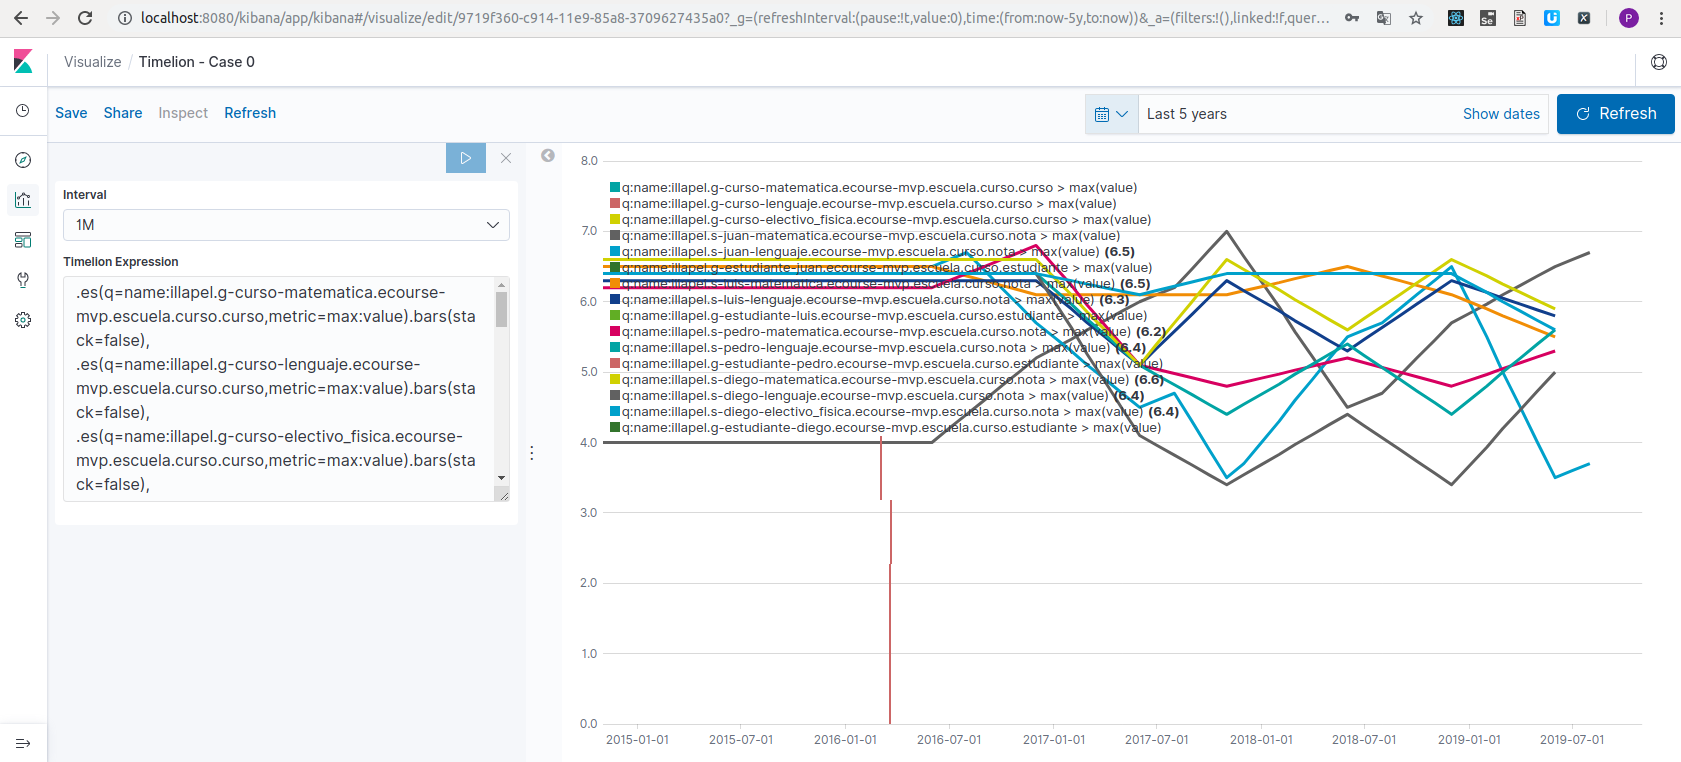 localhost:8080/kibana/app/kibana#/visualize/edit/9719f360-c914-11e9-85a8-3709627435a0?_g=(refreshInterval:(pause:!t,value:0),time:(from:now-5y,to:now))&_a=(filters:!(),linked:!f,quer...
Se
P
Visualize / Timelion - Case 0
Save Share Inspect Refresh
Last 5 years
Show dates
Refresh
Interval
1M
Timelion Expression
.es(q=name:illapel.g-curso-matematica.ecourse-
mvp.escuela.curso.curso,metric=max:value).bars(sta
ck=false),
.es(q=name:illapel.g-curso-lenguaje.ecourse-
mvp.escuela.curso.curso,metric=max:value).bars(sta
ck=false),
.es(q=name:illapel.g-curso-electivo_fisica.ecourse-
mvp.escuela.curso.curso,metric=max:value).bars(sta
ck=false),
8.0
7.0
6.0
5.0
4.0
3.0
2.0
1.0
0.0
q:name:illapel.g-curso-matematica.ecourse-mvp.escuela.curso.curso > max(value)
q:name:illapel.g-curso-lenguaje.ecourse-mvp.escuela.curso.curso > max(value)
q:name:illapel.g-curso-electivo_fisica.ecourse-mvp.escuela.curso.curso > max(value)
q:name:illapel.s-juan-matematica.ecourse-mvp.escuela.curso.nota > max(value)
q:name:illapel.s-juan-lenguaje.ecourse-mvp.escuela.curso.nota > max(value) (6.5)
q:name:illapel.g-estudiante-juan.ecourse-mvp.escuela.curso.estudiante > max(value)
q:name:illapel.s-luis-matematica.ecourse-mvp.escuela.curso.nota > max(value) (6.5)
q:name:illapel.s-luis-lenguaje.ecourse-mvp.escuela.curso.nota > max(value) (6.3)
q:name:illapel.g-estudiante-luis.ecourse-mvp.escuela.curso.estudiante > max(value)
q:name:illapel.s-pedro-matematica.ecourse-mvp.escuela.curso.nota > max(value) (6.2)
q:name:illapel.s-pedro-lenguaje.ecourse-mvp.escuela.curso.nota > max(value) (6.4)
q:name:illapel.g-estudiante-pedro.ecourse-mvp.escuela.curso.estudiante > max(value)
q:name:illapel.s-diego-matematica.ecourse-mvp.escuela.curso.nota > max(value) (6.6)
q:name:illapel.s-diego-lenguaje.ecourse-mvp.escuela.curso.nota > max(value) (6.4)
q:name:illapel.s-diego-electivo_fisica.ecourse-mvp.escuela.curso.nota > max(value) (6.4)
q:name:illapel.g-estudiante-diego.ecourse-mvp.escuela.curso.estudiante > max(value)
2015-01-01 2015-07-01 2016-01-01 2016-07-01 2017-01-01 2017-07-01 2018-01-01 2018-07-01 2019-01-01 2019-07-01